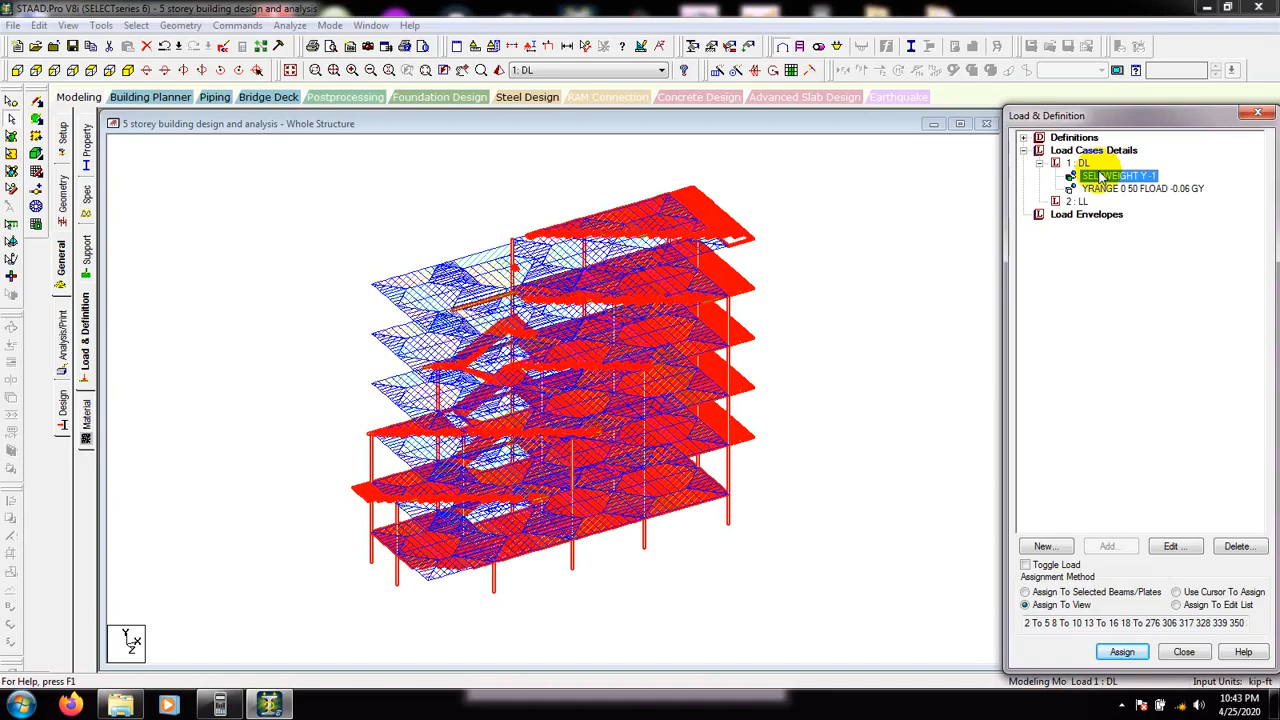 STAAD.Pro V8i (SELECTseries 6) - 5 storey building design and analysis
File Edit View Tools Select Geometry Commands Analyze Mode Window Help
1: DL
Modeling Building Planner Piping Bridge Deck Postprocessing Foundation Design Steel Design RAM Connection Concrete Design Advanced Slab Design Earthquake
5 storey building design and analysis - Whole Structure
Setup
Geometry
General
Analysis/Print
Design
Property
Spec
Support
Load & Definition
Material
Y
X
Z
Load & Definition
Definitions
Load Cases Details
1 : DL
SELFWEIGHT Y -1
YRANGE 0 50 FLOAD -0.06 GY
2 : LL
Load Envelopes
New... Add... Edit ... Delete...
Toggle Load
Assignment Method
Assign To Selected Beams/Plates Use Cursor To Assign
Assign To View Assign To Edit List
2 To 5 8 To 10 13 To 16 18 To 276 306 317 328 339 350
Assign Close Help
For Help, press F1
Modeling Mo Load 1 : DL Input Units: kip-ft
10:43 PM
4/25/2020